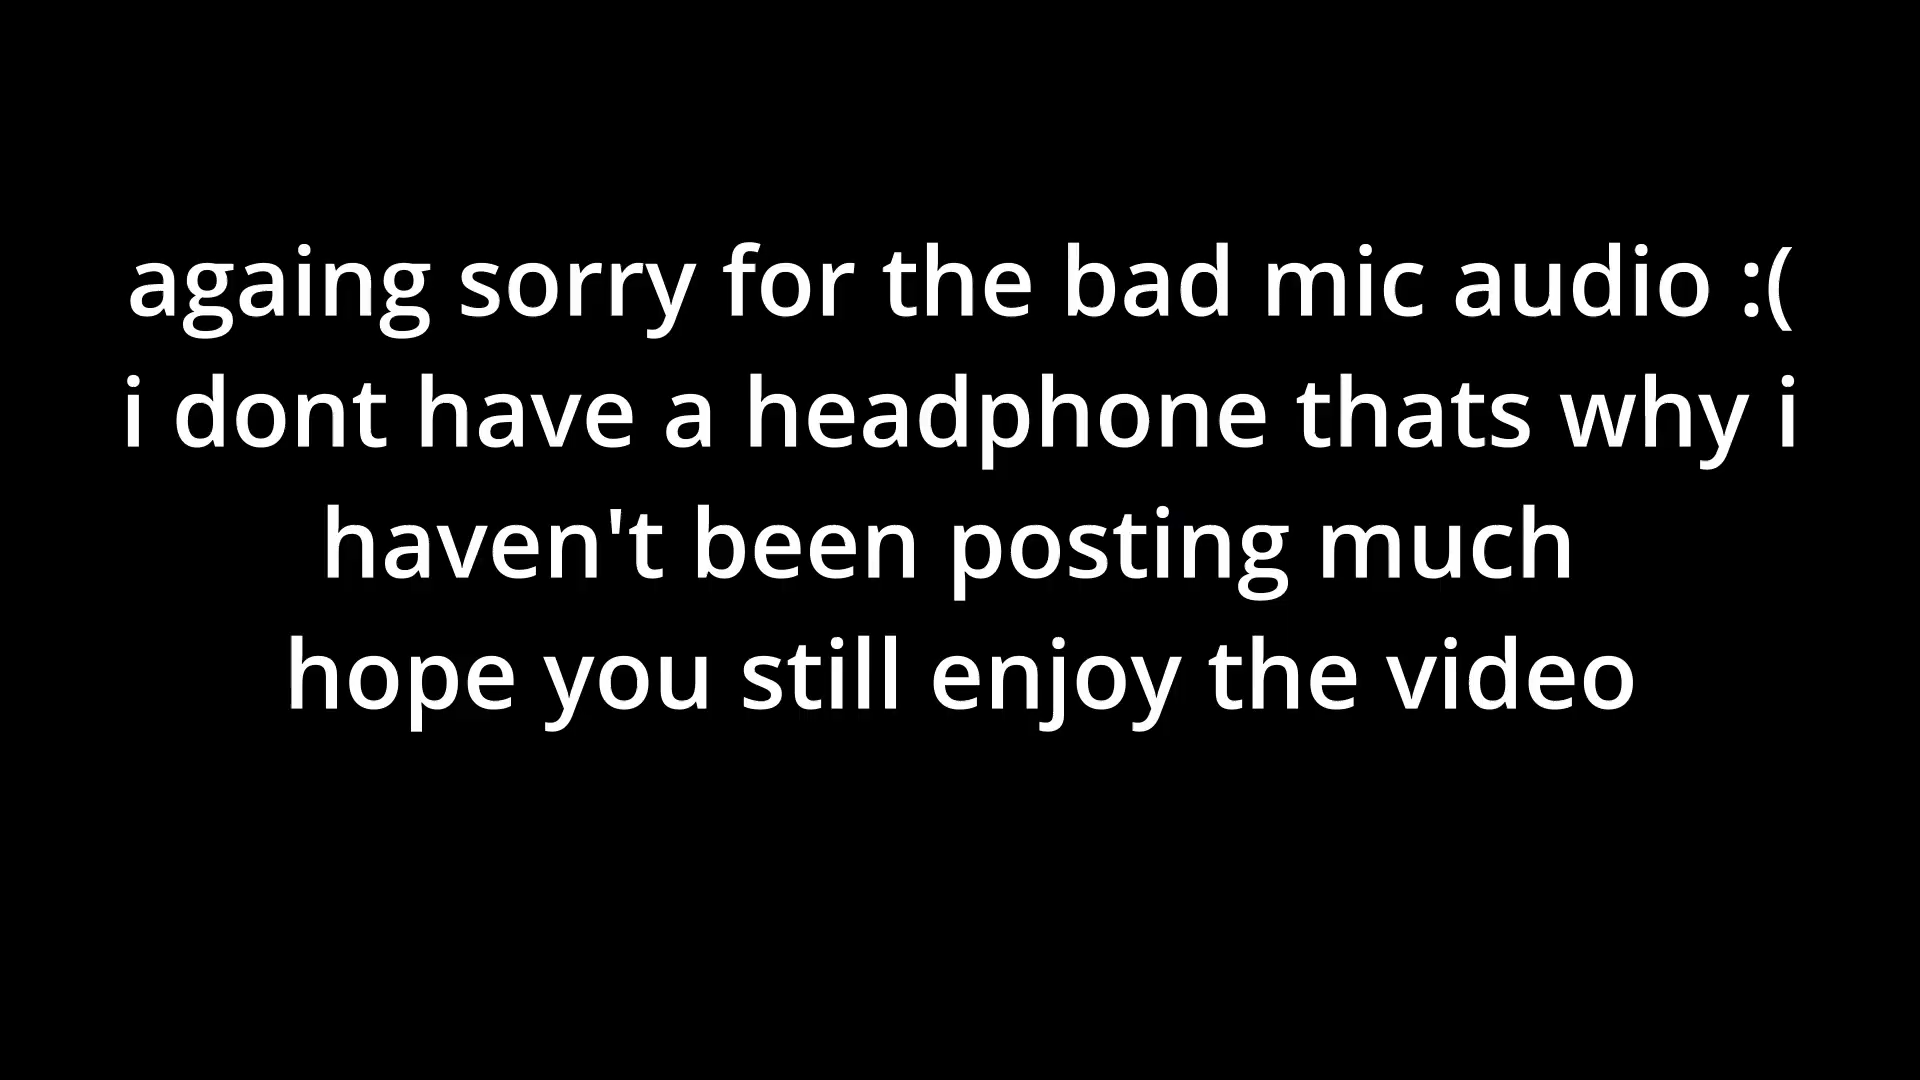 againg sorry for the bad mic audio :(
i dont have a headphone thats why i
haven't been posting much
hope you still enjoy the video